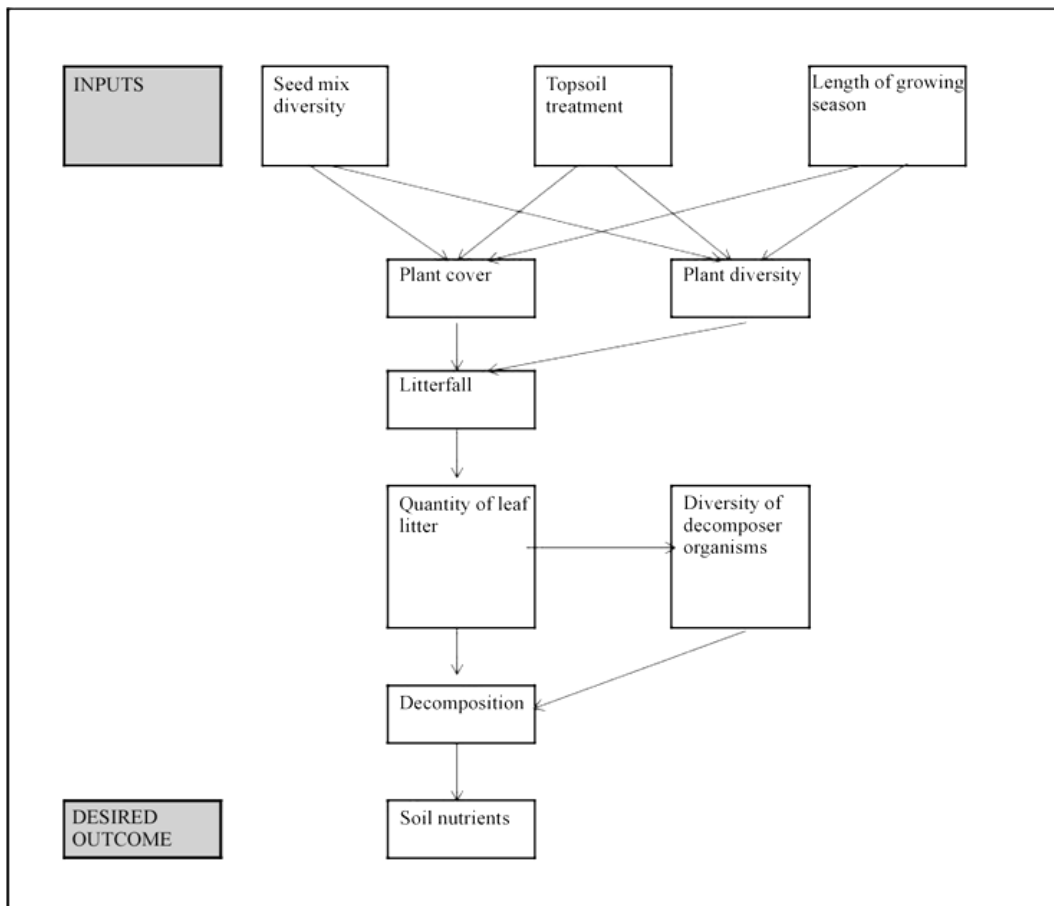 INPUTS
Seed mix
diversity
Topsoil
treatment
Length of growing
season
Plant cover
Plant diversity
Litterfall
Quantity of leaf
litter
Diversity of
decomposer
organisms
Decomposition
DESIRED
OUTCOME
Soil nutrients